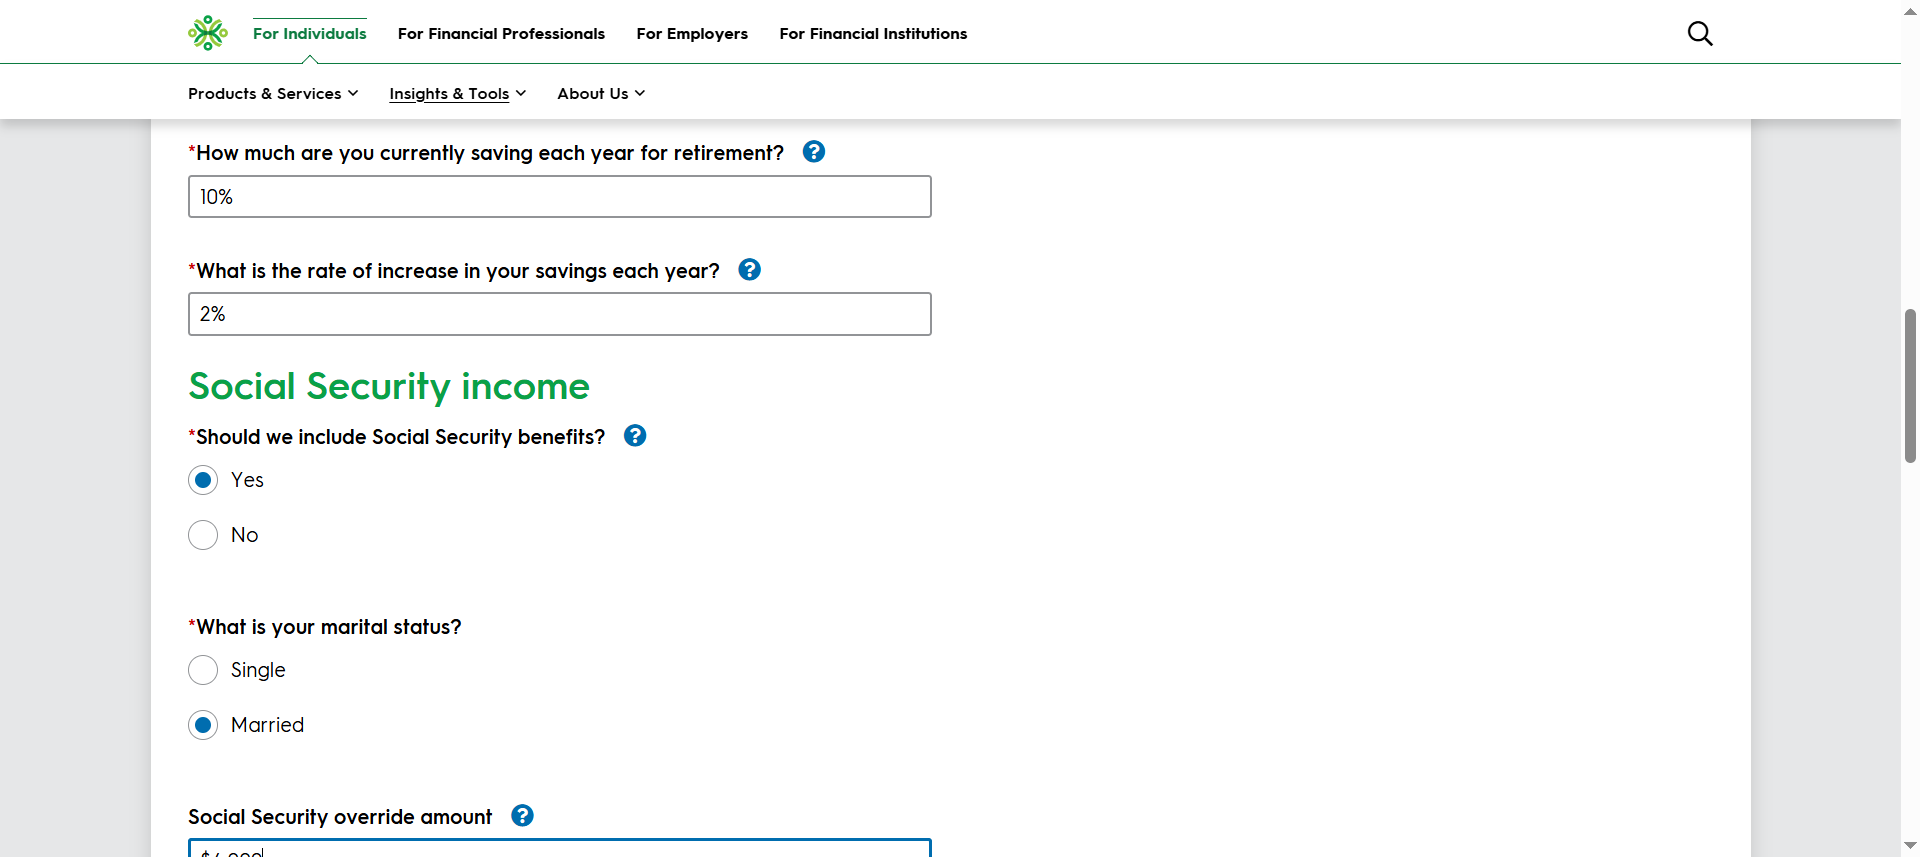 For Individuals For Financial Professionals For Employers For Financial Institutions
Products & Services Insights & Tools About Us
*How much are you currently saving each year for retirement? ?
10%
*What is the rate of increase in your savings each year? ?
2%
Social Security income
*Should we include Social Security benefits? ?
Yes
No
*What is your marital status?
Single
Married
Social Security override amount ?